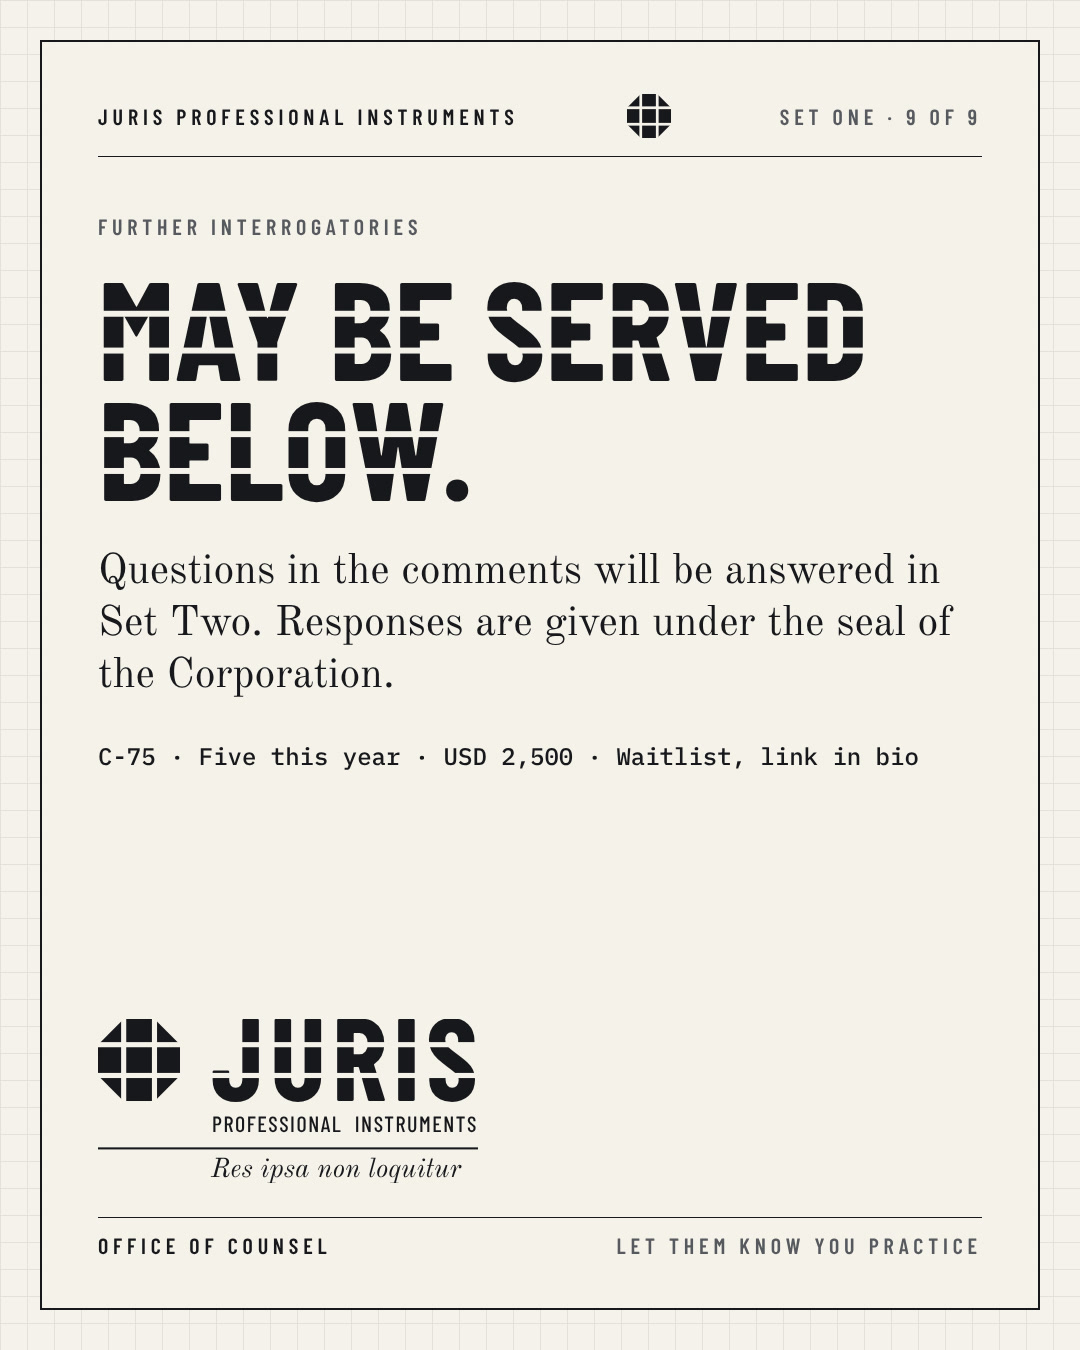 JURIS PROFESSIONAL INSTRUMENTS
SET ONE · 9 OF 9
FURTHER INTERROGATORIES
MAY BE SERVED
BELOW.
Questions in the comments will be answered in
Set Two. Responses are given under the seal of
the Corporation.
C-75 · Five this year · USD 2,500 · Waitlist, link in bio
JURIS
PROFESSIONAL INSTRUMENTS
Res ipsa non loquitur
OFFICE OF COUNSEL
LET THEM KNOW YOU PRACTICE